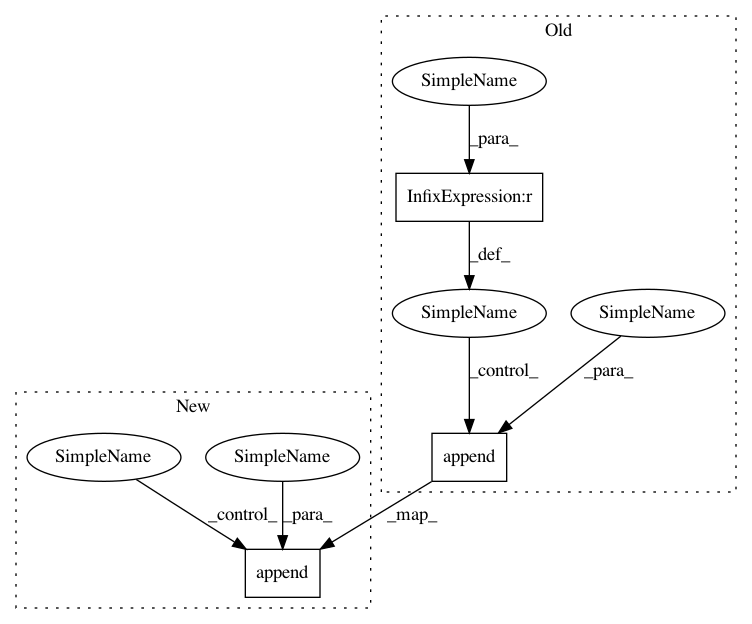 Old
SimpleName
_para_
InfixExpression:r
_def_
SimpleName
SimpleName
_control_
_para_
New
SimpleName
SimpleName
append
_control_
_para_
_map_
append